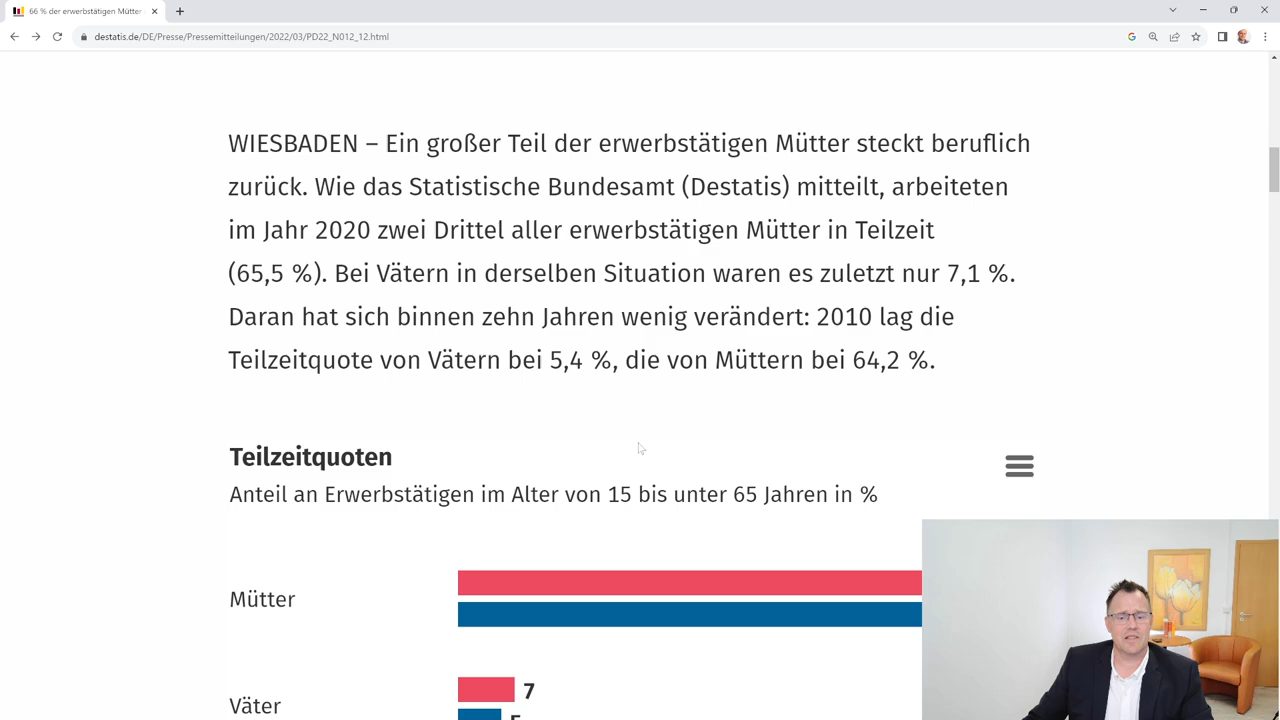 66 % der erwerbstätigen Mütter
destatis.de/DE/Presse/Pressemitteilungen/2022/03/PD22_N012_12.html
WIESBADEN – Ein großer Teil der erwerbstätigen Mütter steckt beruflich
zurück. Wie das Statistische Bundesamt (Destatis) mitteilt, arbeiteten
im Jahr 2020 zwei Drittel aller erwerbstätigen Mütter in Teilzeit
(65,5 %). Bei Vätern in derselben Situation waren es zuletzt nur 7,1 %.
Daran hat sich binnen zehn Jahren wenig verändert: 2010 lag die
Teilzeitquote von Vätern bei 5,4 %, die von Müttern bei 64,2 %.
Teilzeitquoten
Anteil an Erwerbstätigen im Alter von 15 bis unter 65 Jahren in %
Mütter
7
Väter
5